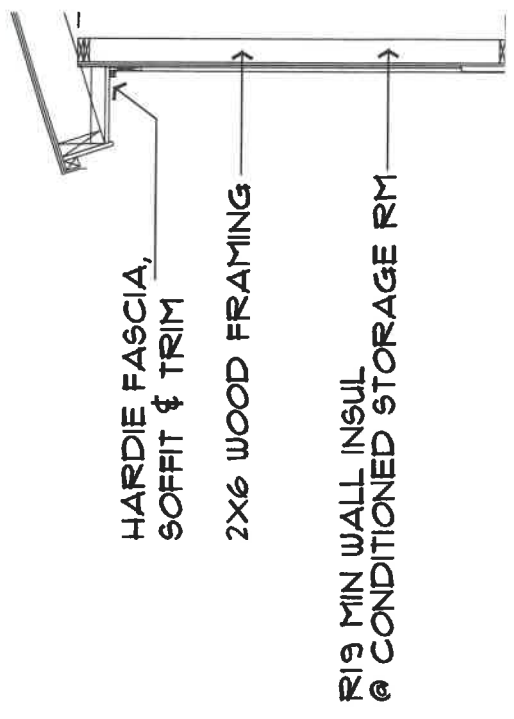 HARDIE FASCIA,
SOFFIT & TRIM
2X6 WOOD FRAMING
R19 MIN WALL INSUL
@ CONDITIONED STORAGE RM